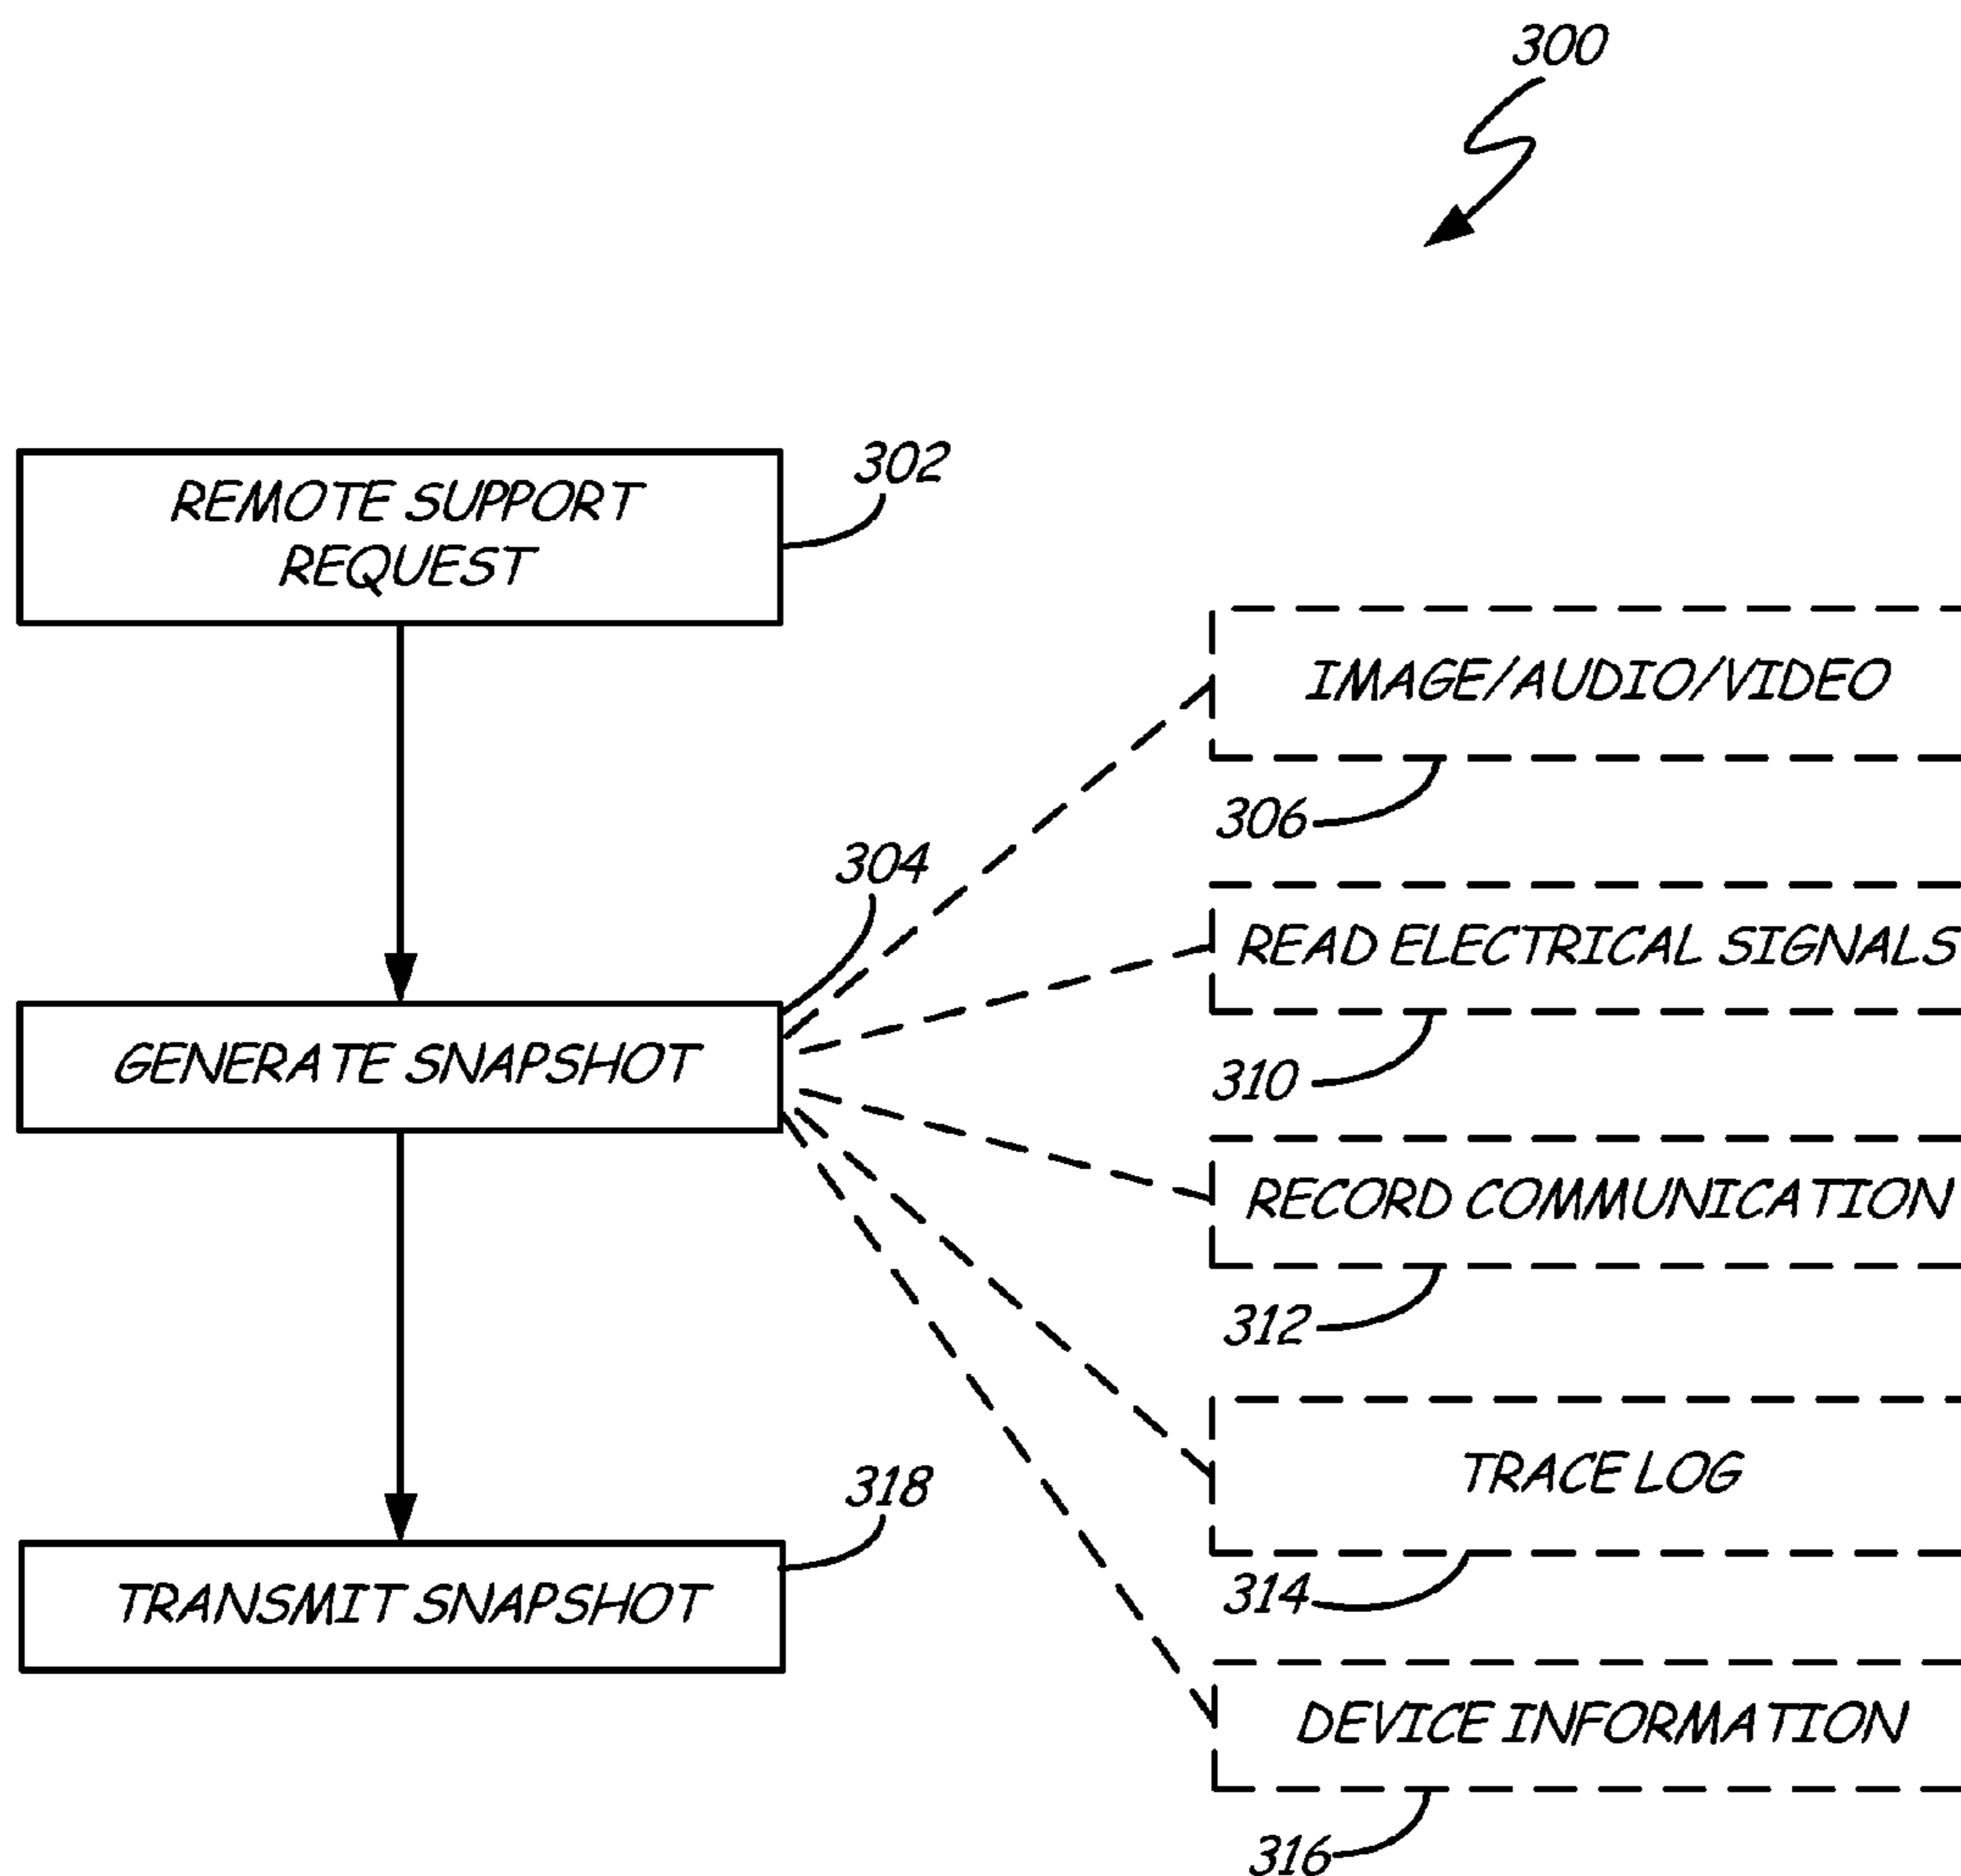 300
REMOTE SUPPORT
REQUEST
302
IMAGE/AUDIO/VIDEO
306
304
READ ELECTRICAL SIGNALS
GENERATE SNAPSHOT
310
RECORD COMMUNICATION
312
TRACE LOG
318
314
TRANSMIT SNAPSHOT
DEVICE INFORMATION
316